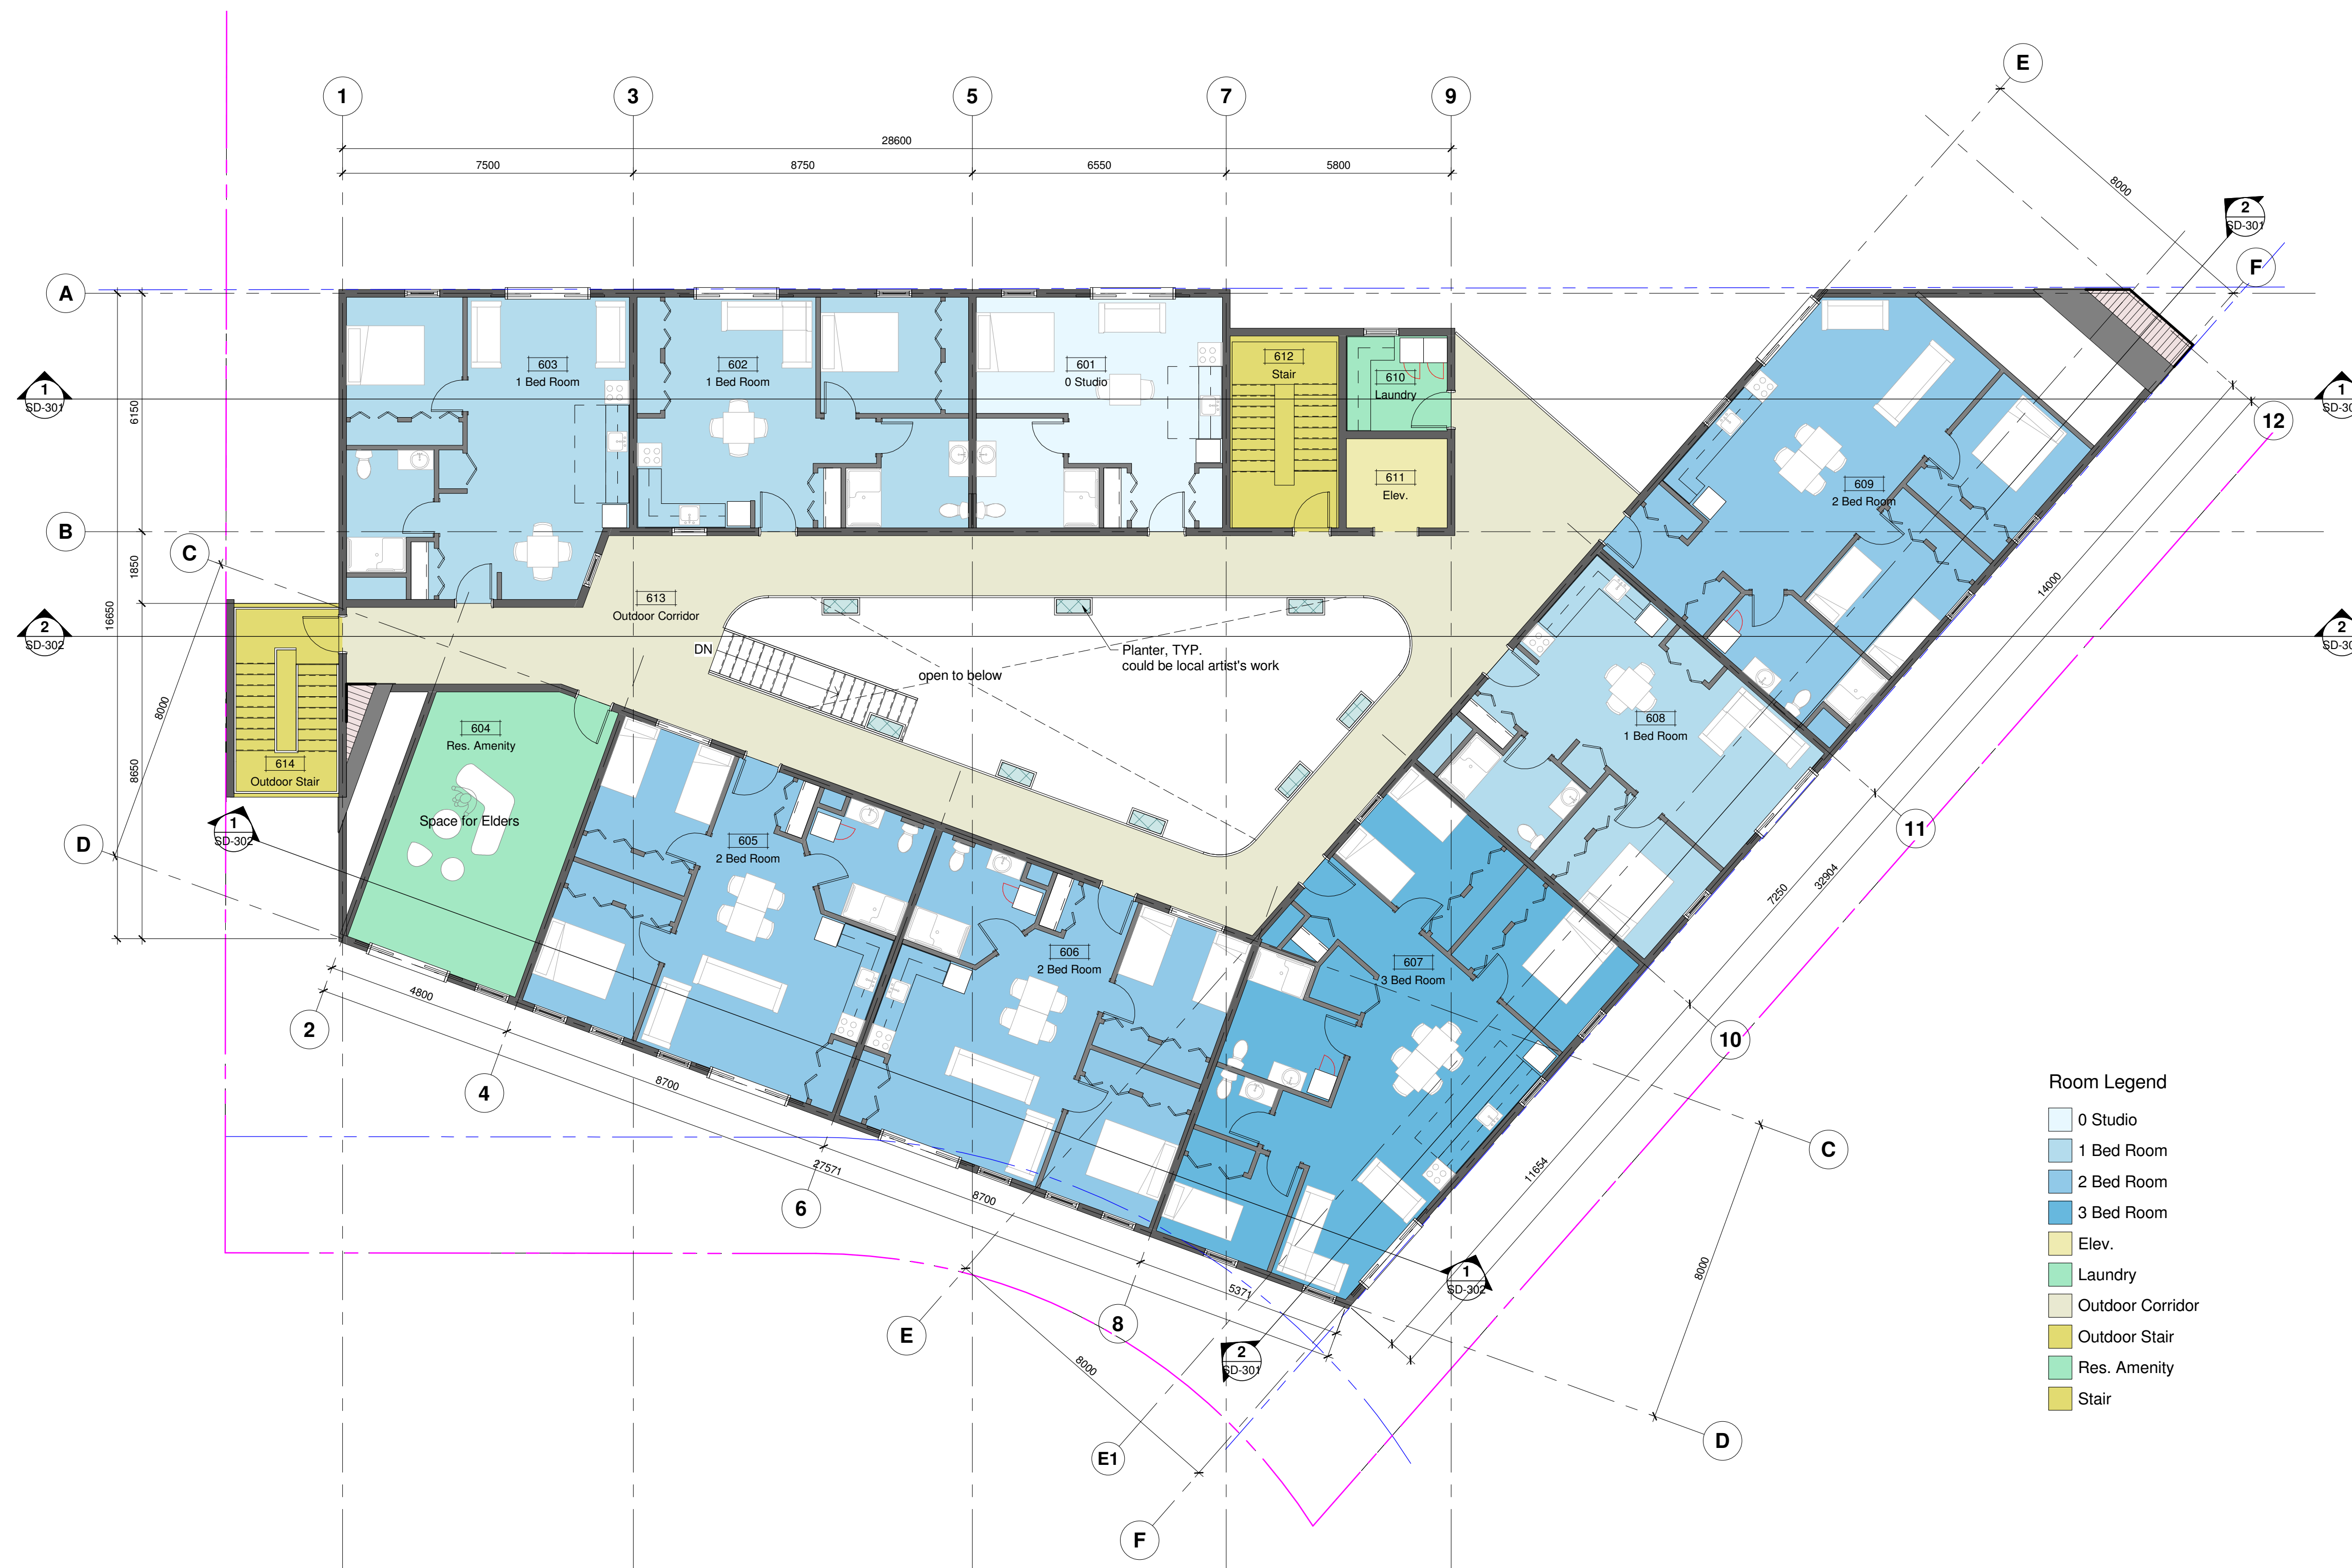 E
1
3
5
7
9
28600
7500
8750
6550
5800
8000
2
SD-301
F
A
603
1 Bed Room
602
1 Bed Room
601
0 Studio
612
Stair
610
Laundry
1
SD-301
1
12
6150
611
Elev.
609
2 Bed Room
B
C
1850
16650
613
Outdoor Corridor
14000
2
SD-302
2
DN
Planter, TYP.
could be local artist's work
open to below
8000
604
Res. Amenity
608
1 Bed Room
8650
614
Outdoor Stair
Space for Elders
1
SD-302
D
605
2 Bed Room
11
7250
32904
606
2 Bed Room
607
3 Bed Room
4800
2
10
4
8700
C
Room Legend
0 Studio
1 Bed Room
2 Bed Room
3 Bed Room
Elev.
Laundry
Outdoor Corridor
Outdoor Stair
Res. Amenity
Stair
27571
11654
6
8700
8000
5371
1
SD-302
E
8
2
SD-301
8000
D
E1
F